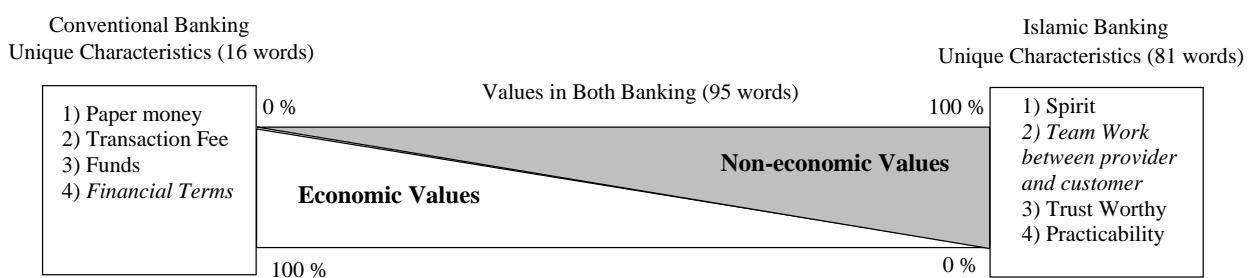 Conventional Banking
Unique Characteristics (16 words)
1) Paper money
2) Transaction Fee
3) Funds
4) Financial Terms
0 %
Values in Both Banking (95 words)
100 %
Non-economic Values
Economic Values
100 %
0 %
Islamic Banking
Unique Characteristics (81 words)
1) Spirit
2) Team Work
between provider
and customer
3) Trust Worthy
4) Practicability